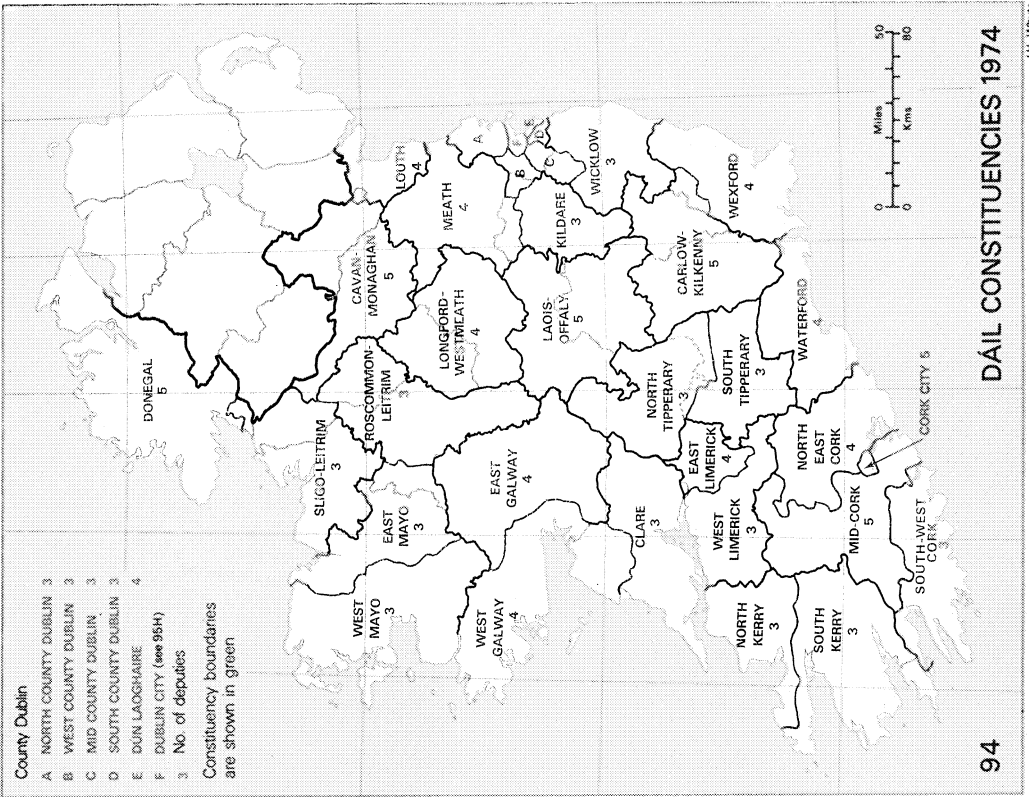 County Dublin
A NORTH COUNTY DUBLIN 3
B WEST COUNTY DUBLIN 3
C MID COUNTY DUBLIN 3
D SOUTH COUNTY DUBLIN 3
E DÚN LAOGHAIRE 4
F DUBLIN CITY (see 95H)
3 No. of deputies
Constituency boundaries
are shown in green
DONEGAL
5
SLIGO-LEITRIM
3
ROSCOMMON-
LEITRIM
3
CAVAN-
MONAGHAN
5
LOUTH
4
WEST
MAYO
3
EAST
MAYO
3
LONGFORD-
WESTMEATH
4
MEATH
4
WEST
GALWAY
4
EAST
GALWAY
4
LAOIS-
OFFALY
5
KILDARE
3
A
B
C
D
E
F
WICKLOW
3
CLARE
3
NORTH
TIPPERARY
3
CARLOW-
KILKENNY
5
WEXFORD
4
WEST
LIMERICK
3
EAST
LIMERICK
4
SOUTH
TIPPERARY
3
WATERFORD
4
NORTH
KERRY
3
SOUTH
KERRY
3
MID-CORK
5
NORTH
EAST
CORK
4
SOUTH-WEST
CORK
3
CORK CITY 5
Miles
0 50
Kms
0 80
94
DÁIL CONSTITUENCIES 1974